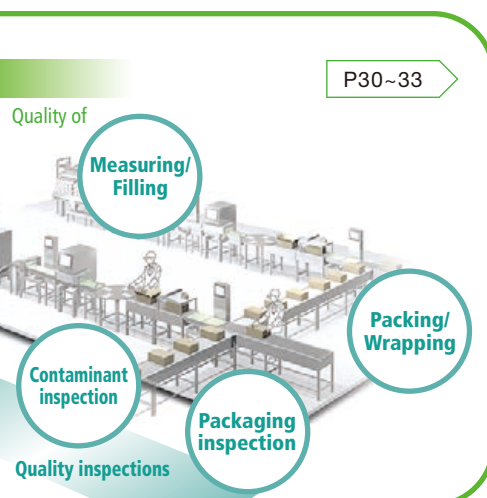 P30~33
Quality of
Measuring/
Filling
Packing/
Wrapping
Contaminant
inspection
Packaging
inspection
Quality inspections